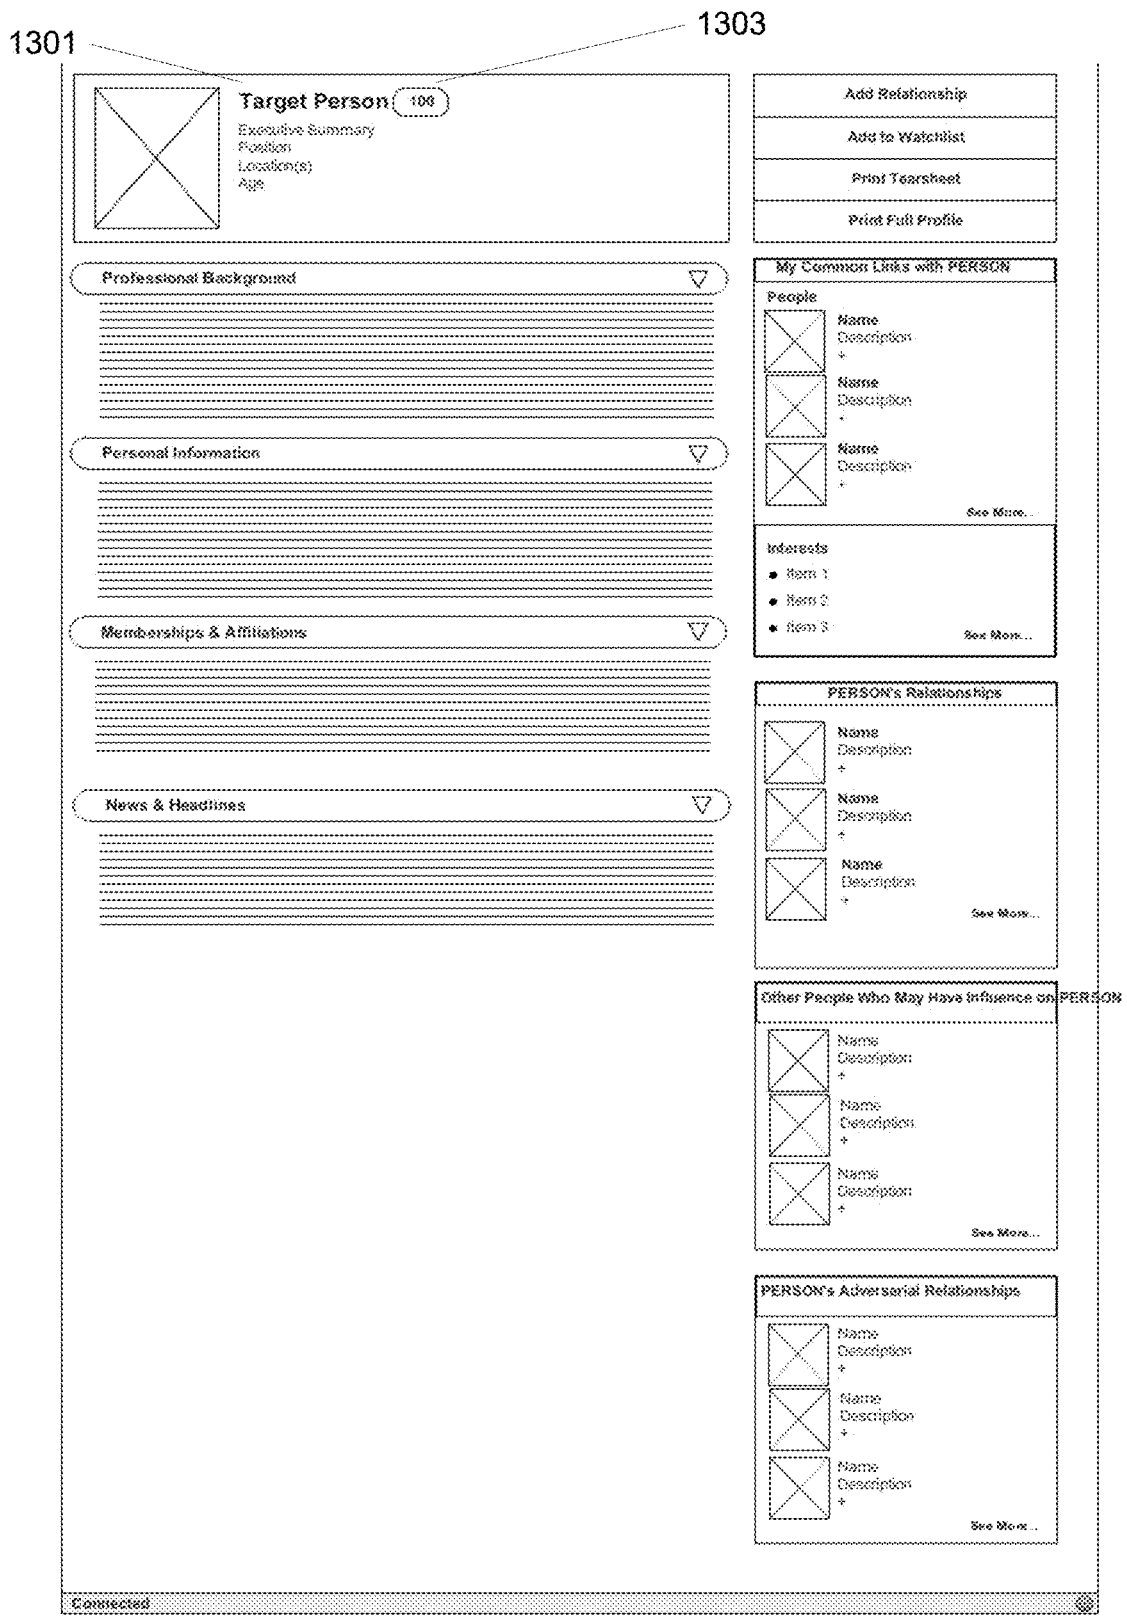 1301
1303
Target Person 100
Executive Summary
Position
Location(s)
Age
Add Relationship
Add to Watchlist
Print Tearsheet
Print Full Profile
Professional Background
Personal Information
Memberships & Affiliations
News & Headlines
My Common Links with PERSON
People
Name
Description
+
Name
Description
+
Name
Description
+
See More...
Interests
• Item 1
• Item 2
• Item 3
See More...
PERSON's Relationships
Name
Description
+
Name
Description
+
Name
Description
+
See More...
Other People Who May Have Influence on PERSON
Name
Description
+
Name
Description
+
Name
Description
+
See More...
PERSON's Adversarial Relationships
Name
Description
+
Name
Description
+
Name
Description
+
See More...
Connected